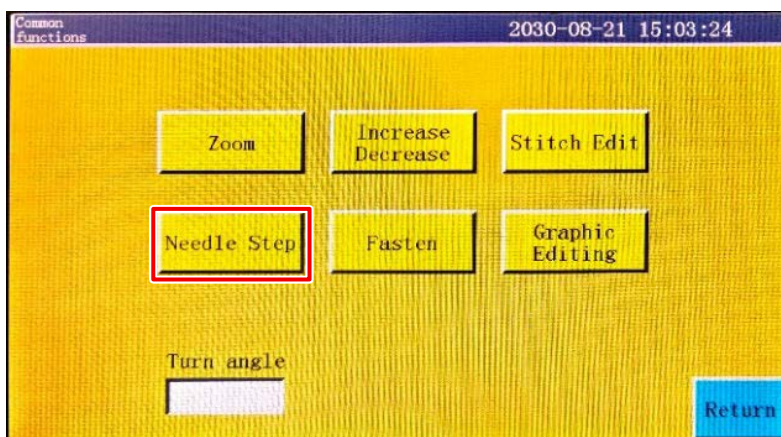 Common
functions
2030-08-21 15:03:24
Zoom
Increase
Decrease
Stitch Edit
Needle Step
Fasten
Graphic
Editing
Turn angle
Return